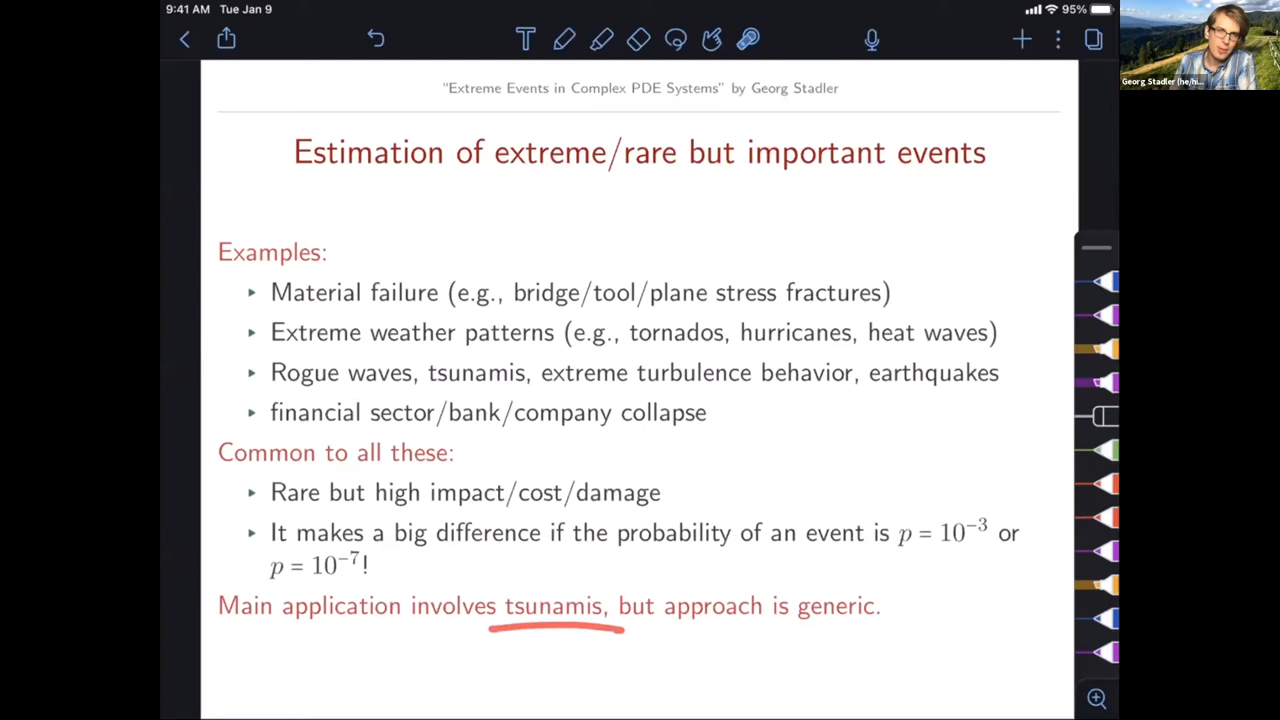 9:41 AM Tue Jan 9
95%
Georg Stadler (he/hi...
"Extreme Events in Complex PDE Systems" by Georg Stadler
Estimation of extreme/rare but important events
Examples:
▸ Material failure (e.g., bridge/tool/plane stress fractures)
▸ Extreme weather patterns (e.g., tornados, hurricanes, heat waves)
▸ Rogue waves, tsunamis, extreme turbulence behavior, earthquakes
▸ financial sector/bank/company collapse
Common to all these:
▸ Rare but high impact/cost/damage
▸ It makes a big difference if the probability of an event is p = 10⁻³ or
p = 10⁻⁷!
Main application involves tsunamis, but approach is generic.